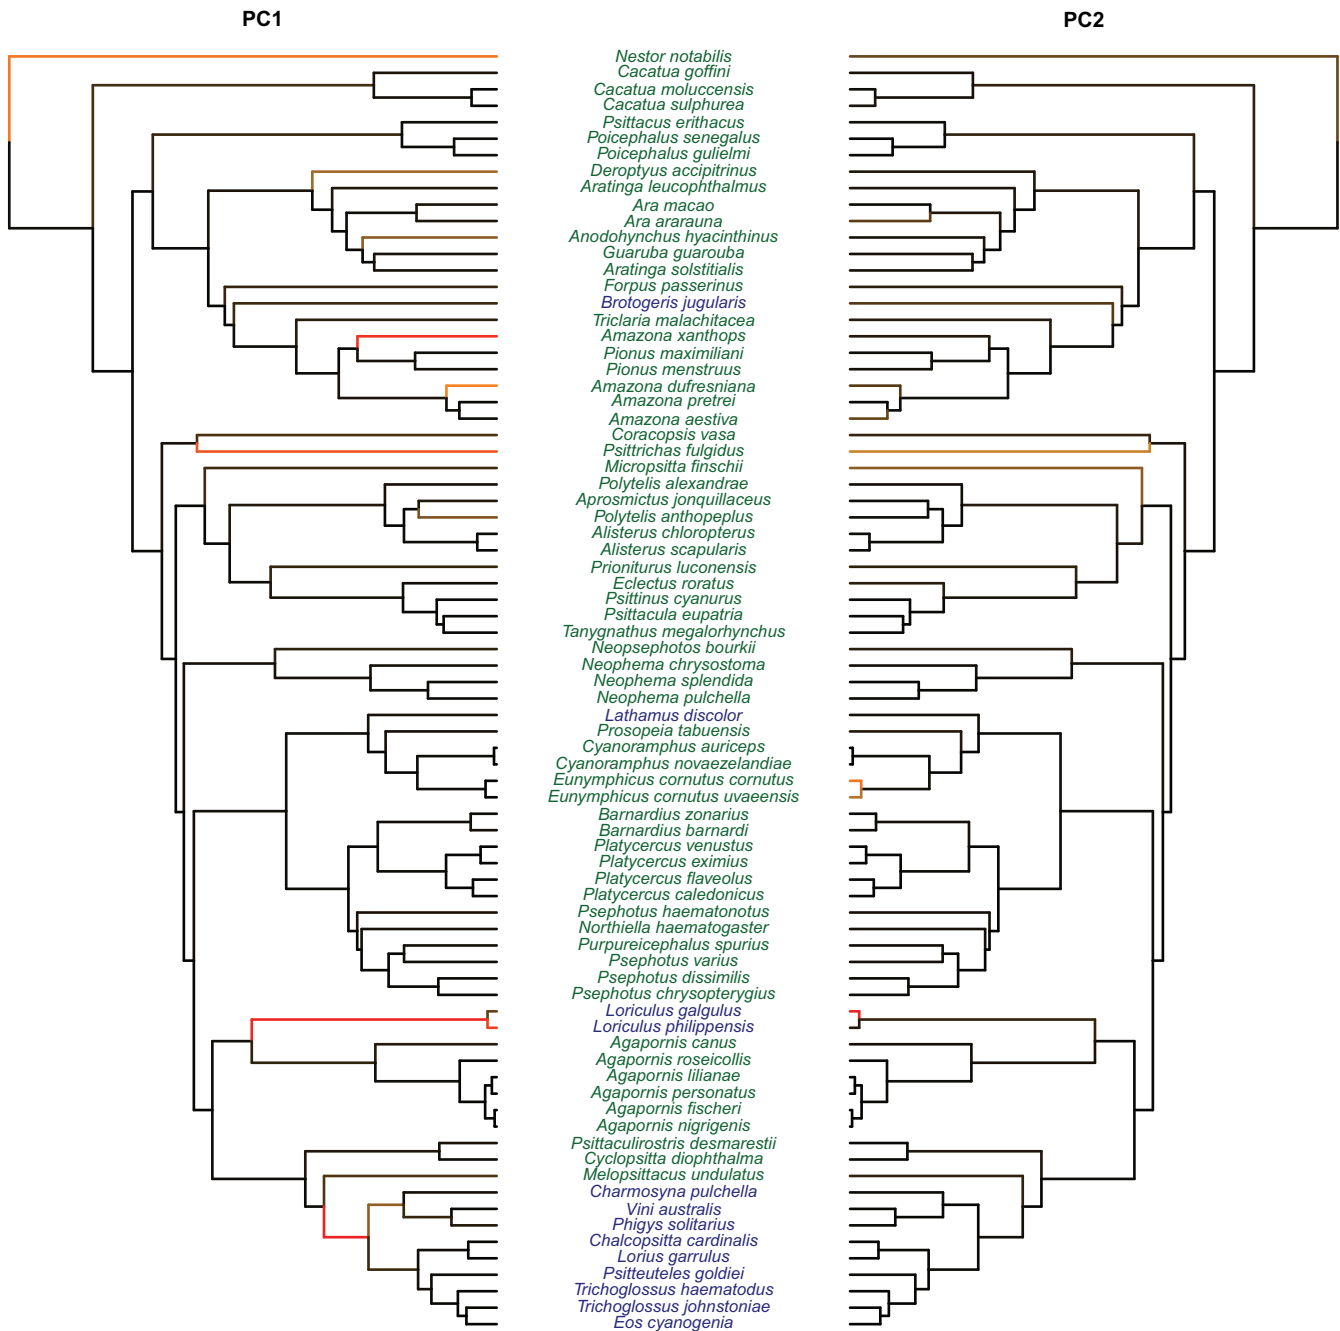 PC1 PC2
Nestor notabilis
Cacatua goffini
Cacatua moluccensis
Cacatua sulphurea
Psittacus erithacus
Poicephalus senegalus
Poicephalus gulielmi
Deroptyus accipitrinus
Aratinga leucophthalmus
Ara macao
Ara ararauna
Anodohynchus hyacinthinus
Guaruba guarouba
Aratinga solstitialis
Forpus passerinus
Brotogeris jugularis
Triclaria malachitacea
Amazona xanthops
Pionus maximiliani
Pionus menstruus
Amazona dufresniana
Amazona pretrei
Amazona aestiva
Coracopsis vasa
Psittrichas fulgidus
Micropsitta finschii
Polytelis alexandrae
Aprosmictus jonquillaceus
Polytelis anthopeplus
Alisterus chloropterus
Alisterus scapularis
Prioniturus luconensis
Eclectus roratus
Psittinus cyanurus
Psittacula eupatria
Tanygnathus megalorhynchus
Neopsephotos bourkii
Neophema chrysostoma
Neophema splendida
Neophema pulchella
Lathamus discolor
Prosopeia tabuensis
Cyanoramphus auriceps
Cyanoramphus novaezelandiae
Eunymphicus cornutus cornutus
Eunymphicus cornutus uvaeensis
Barnardius zonarius
Barnardius barnardi
Platycercus venustus
Platycercus eximius
Platycercus flaveolus
Platycercus caledonicus
Psephotus haematonotus
Northiella haematogaster
Purpureicephalus spurius
Psephotus varius
Psephotus dissimilis
Psephotus chrysopterygius
Loriculus galgulus
Loriculus philippensis
Agapornis canus
Agapornis roseicollis
Agapornis lilianae
Agapornis personatus
Agapornis fischeri
Agapornis nigrigenis
Psittaculirostris desmarestii
Cyclopsitta diophthalma
Melopsittacus undulatus
Charmosyna pulchella
Vini australis
Phigys solitarius
Chalcopsitta cardinalis
Lorius garrulus
Psitteuteles goldiei
Trichoglossus haematodus
Trichoglossus johnstoniae
Eos cyanogenia